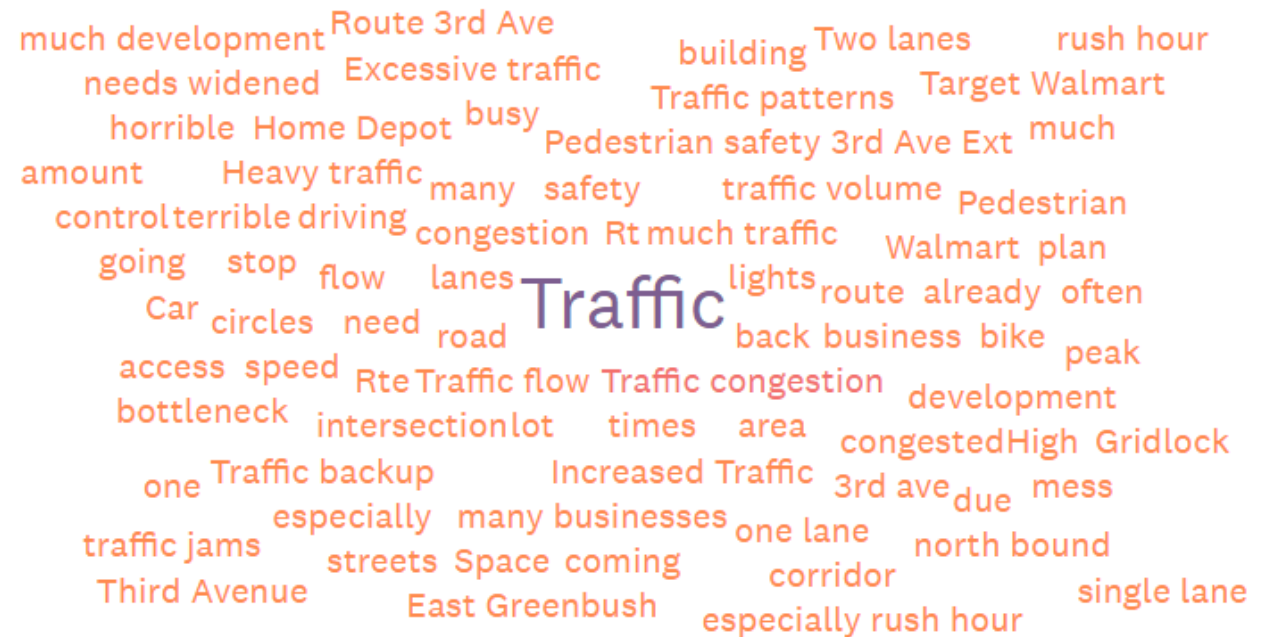 much development Route 3rd Ave building Two lanes rush hour
needs widened Excessive traffic Traffic patterns Target Walmart
horrible Home Depot busy Pedestrian safety 3rd Ave Ext much
amount Heavy traffic many safety traffic volume Pedestrian
control terrible driving congestion Rt much traffic Walmart plan
going stop flow lanes Traffic lights route already often
Car circles need road back business bike peak
access speed Rte Traffic flow Traffic congestion development
bottleneck intersection lot times area congested High Gridlock
one Traffic backup Increased Traffic 3rd ave due mess
especially many businesses one lane north bound
traffic jams streets Space coming corridor single lane
Third Avenue East Greenbush especially rush hour